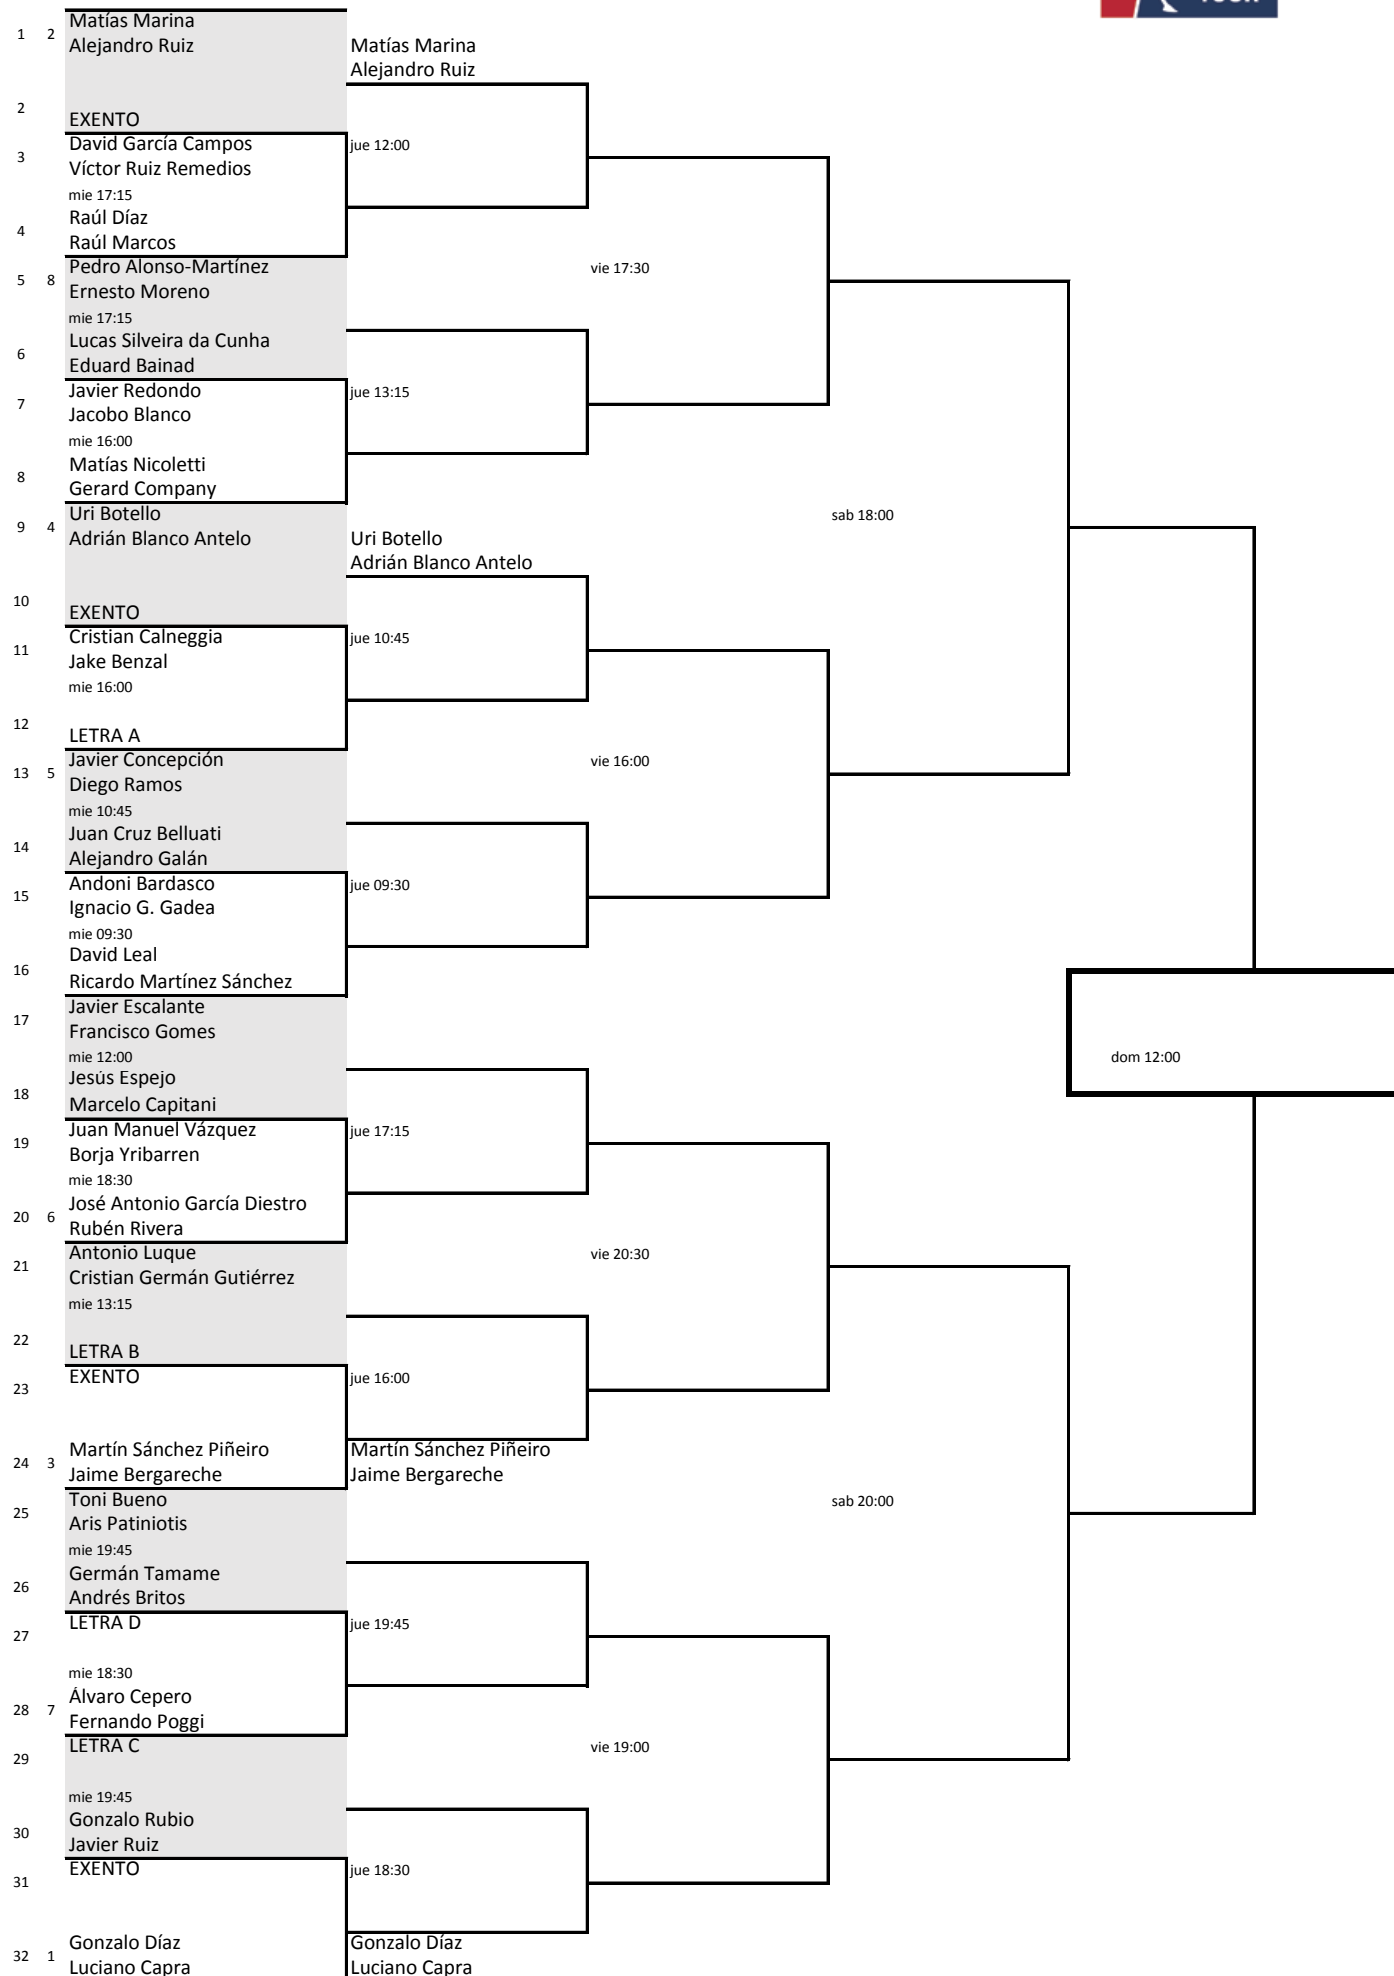 TOUR
Matías Marina
1 2
Alejandro Ruiz
Matías Marina
Alejandro Ruiz
2
EXENTO
David García Campos
jue 12:00
3
Víctor Ruiz Remedios
mie 17:15
Raúl Díaz
4
Raúl Marcos
Pedro Alonso-Martínez
vie 17:30
5 8
Ernesto Moreno
mie 17:15
Lucas Silveira da Cunha
6
Eduard Bainad
Javier Redondo
jue 13:15
7
Jacobo Blanco
mie 16:00
Matías Nicoletti
8
Gerard Company
Uri Botello
sab 18:00
9 4
Adrián Blanco Antelo
Uri Botello
Adrián Blanco Antelo
10
EXENTO
Cristian Calneggia
jue 10:45
11
Jake Benzal
mie 16:00
12
LETRA A
Javier Concepción
vie 16:00
13 5
Diego Ramos
mie 10:45
Juan Cruz Belluati
14
Alejandro Galán
Andoni Bardasco
jue 09:30
15
Ignacio G. Gadea
mie 09:30
David Leal
16
Ricardo Martínez Sánchez
Javier Escalante
17
Francisco Gomes
mie 12:00
dom 12:00
Jesús Espejo
18
Marcelo Capitani
Juan Manuel Vázquez
jue 17:15
19
Borja Yribarren
mie 18:30
José Antonio García Diestro
20 6
Rubén Rivera
Antonio Luque
vie 20:30
21
Cristian Germán Gutiérrez
mie 13:15
22
LETRA B
EXENTO
jue 16:00
23
Martín Sánchez Piñeiro
Martín Sánchez Piñeiro
24 3
Jaime Bergareche
Jaime Bergareche
Toni Bueno
sab 20:00
25
Aris Patiniotis
mie 19:45
Germán Tamame
26
Andrés Britos
LETRA D
jue 19:45
27
mie 18:30
Álvaro Cepero
28 7
Fernando Poggi
LETRA C
vie 19:00
29
mie 19:45
Gonzalo Rubio
30
Javier Ruiz
EXENTO
jue 18:30
31
Gonzalo Díaz
Gonzalo Díaz
32 1
Luciano Capra
Luciano Capra